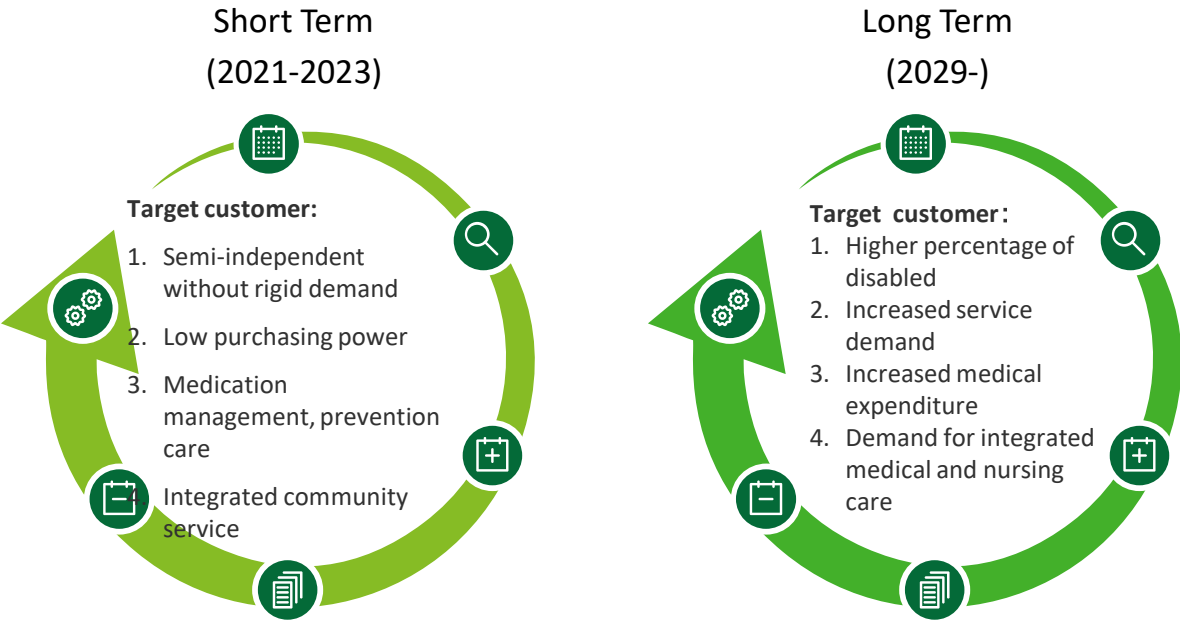 Short Term
(2021-2023)
Target customer:
1. Semi-independent
without rigid demand
2. Low purchasing power
3. Medication
management, prevention
care
4. Integrated community
service
Long Term
(2029-)
Target customer：
1. Higher percentage of
disabled
2. Increased service
demand
3. Increased medical
expenditure
4. Demand for integrated
medical and nursing
care